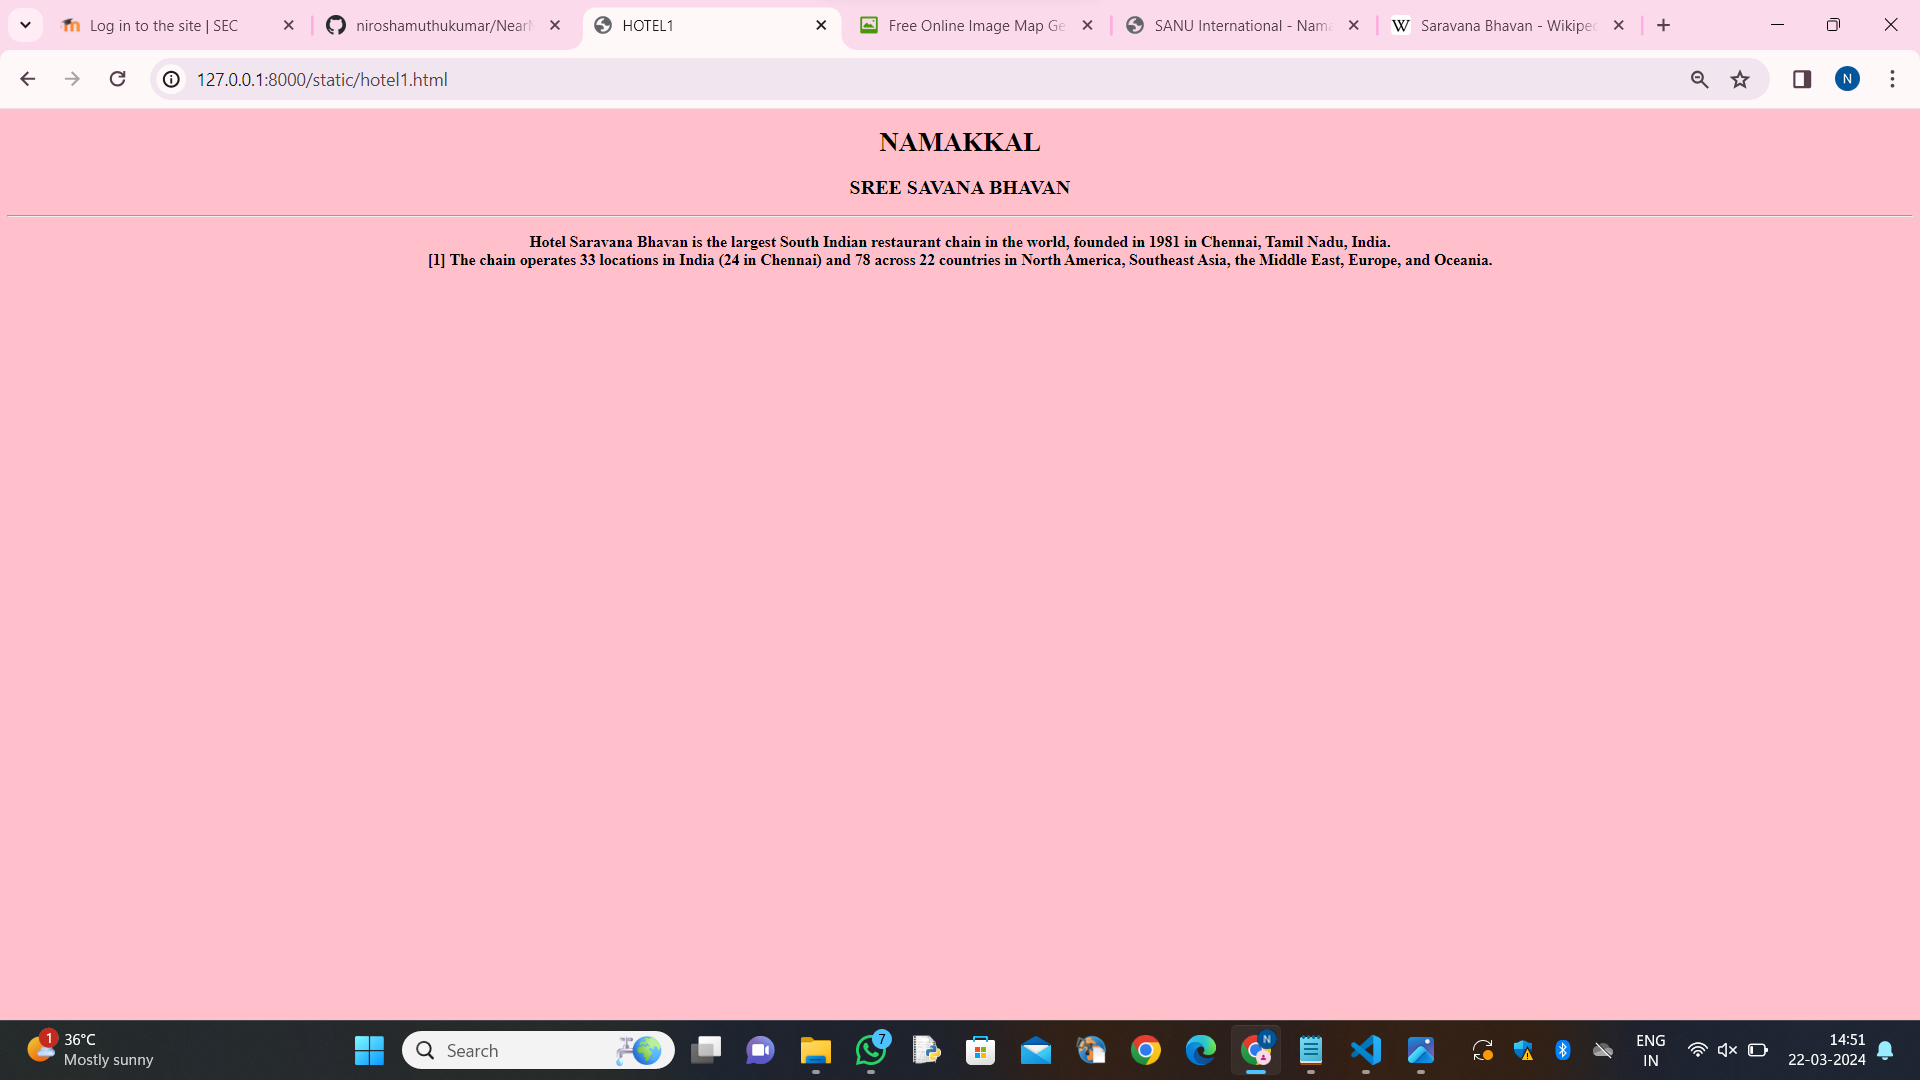 Log in to the site | SEC
niroshamuthukumar/Near
HOTEL1
Free Online Image Map Ge
SANU International - Nama
Saravana Bhavan - Wikiped
127.0.0.1:8000/static/hotel1.html
N
NAMAKKAL
SREE SAVANA BHAVAN
Hotel Saravana Bhavan is the largest South Indian restaurant chain in the world, founded in 1981 in Chennai, Tamil Nadu, India.
[1] The chain operates 33 locations in India (24 in Chennai) and 78 across 22 countries in North America, Southeast Asia, the Middle East, Europe, and Oceania.
1
36°C
Mostly sunny
Search
7
N
ENG
IN
14:51
22-03-2024